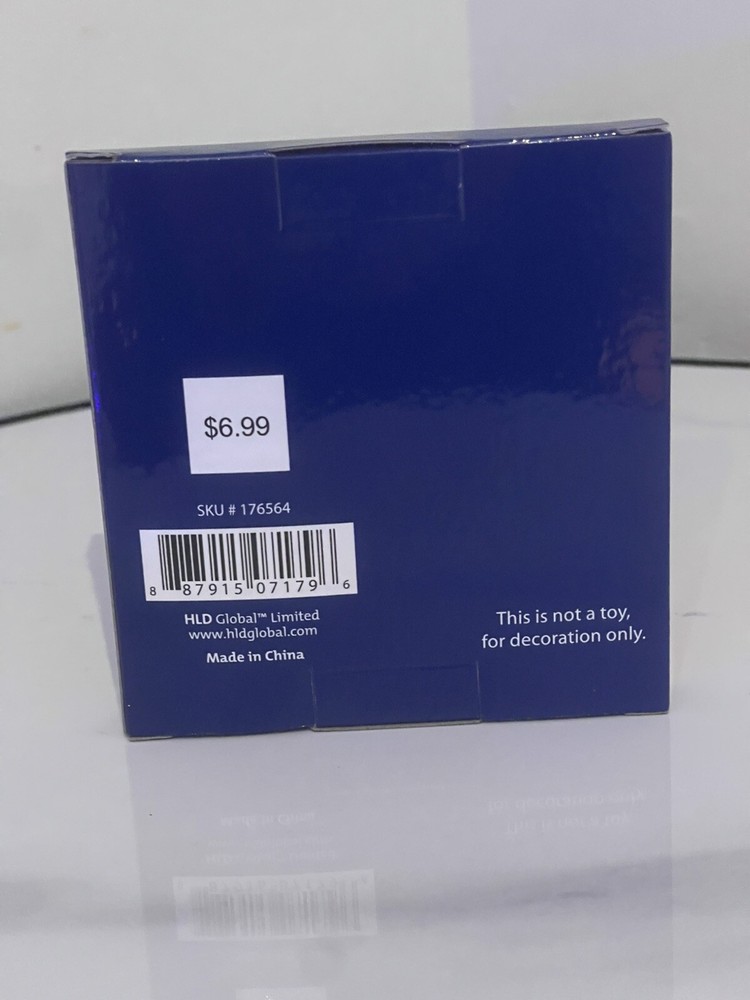 $6.99
SKU # 176564
8 87915 07179 6
HLD Global™ Limited
www.hldglobal.com
Made in China
This is not a toy,
for decoration only.